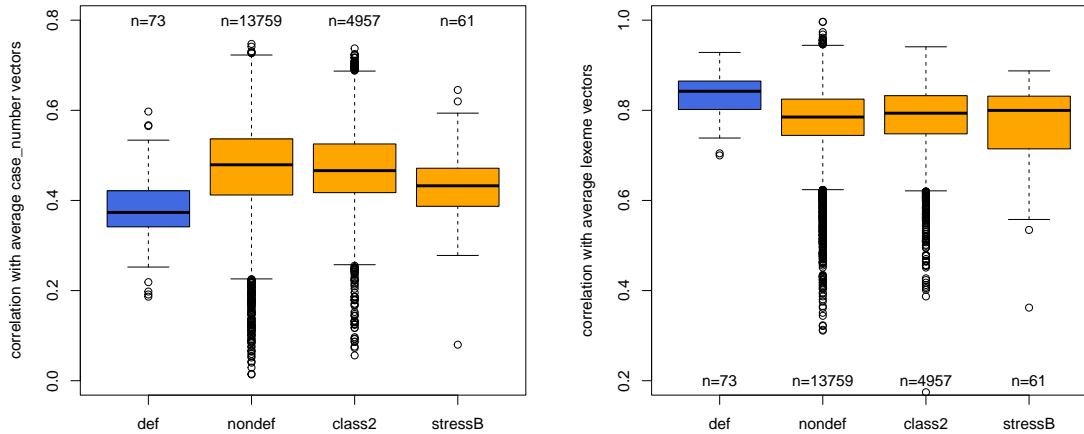 correlation with average case_number vectors
0.8
0.6
0.4
0.2
0.0
n=73 n=13759 n=4957 n=61
def nondef class2 stressB
correlation with average lexeme vectors
1.0
0.8
0.6
0.4
0.2
n=73 n=13759 n=4957 n=61
def nondef class2 stressB